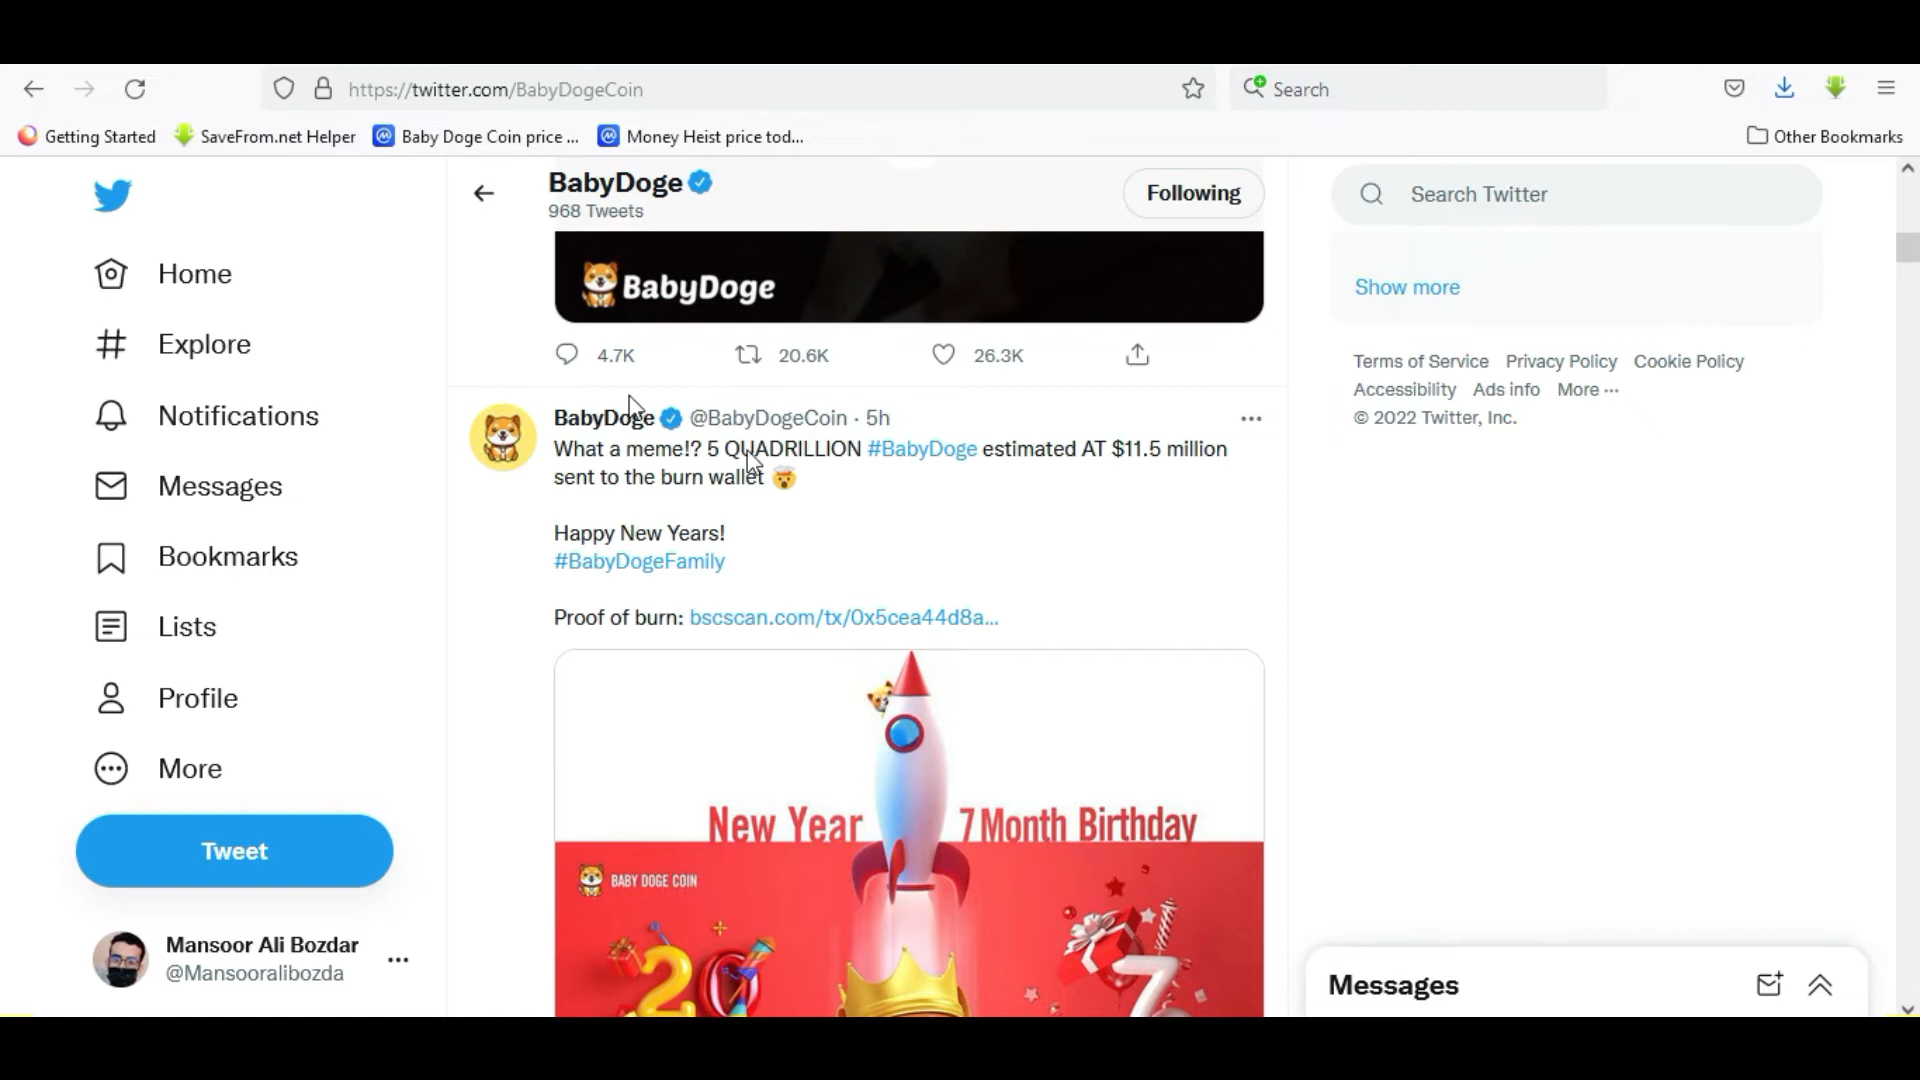 https://twitter.com/BabyDogeCoin
Search
Getting Started
SaveFrom.net Helper
Baby Doge Coin price ...
Money Heist price tod...
Other Bookmarks
BabyDoge
968 Tweets
Following
Search Twitter
Home
Explore
Notifications
Messages
Bookmarks
Lists
Profile
More
Tweet
Mansoor Ali Bozdar
@Mansooralibozda
BabyDoge
4.7K
20.6K
26.3K
BabyDoge @BabyDogeCoin · 5h
What a meme!? 5 QUADRILLION #BabyDoge estimated AT $11.5 million
sent to the burn wallet 🤯
Happy New Years!
#BabyDogeFamily
Proof of burn: bscscan.com/tx/0x5cea44d8a...
New Year 7 Month Birthday
BABY DOGE COIN
20
7
Show more
Terms of Service Privacy Policy Cookie Policy
Accessibility Ads info More ···
© 2022 Twitter, Inc.
Messages